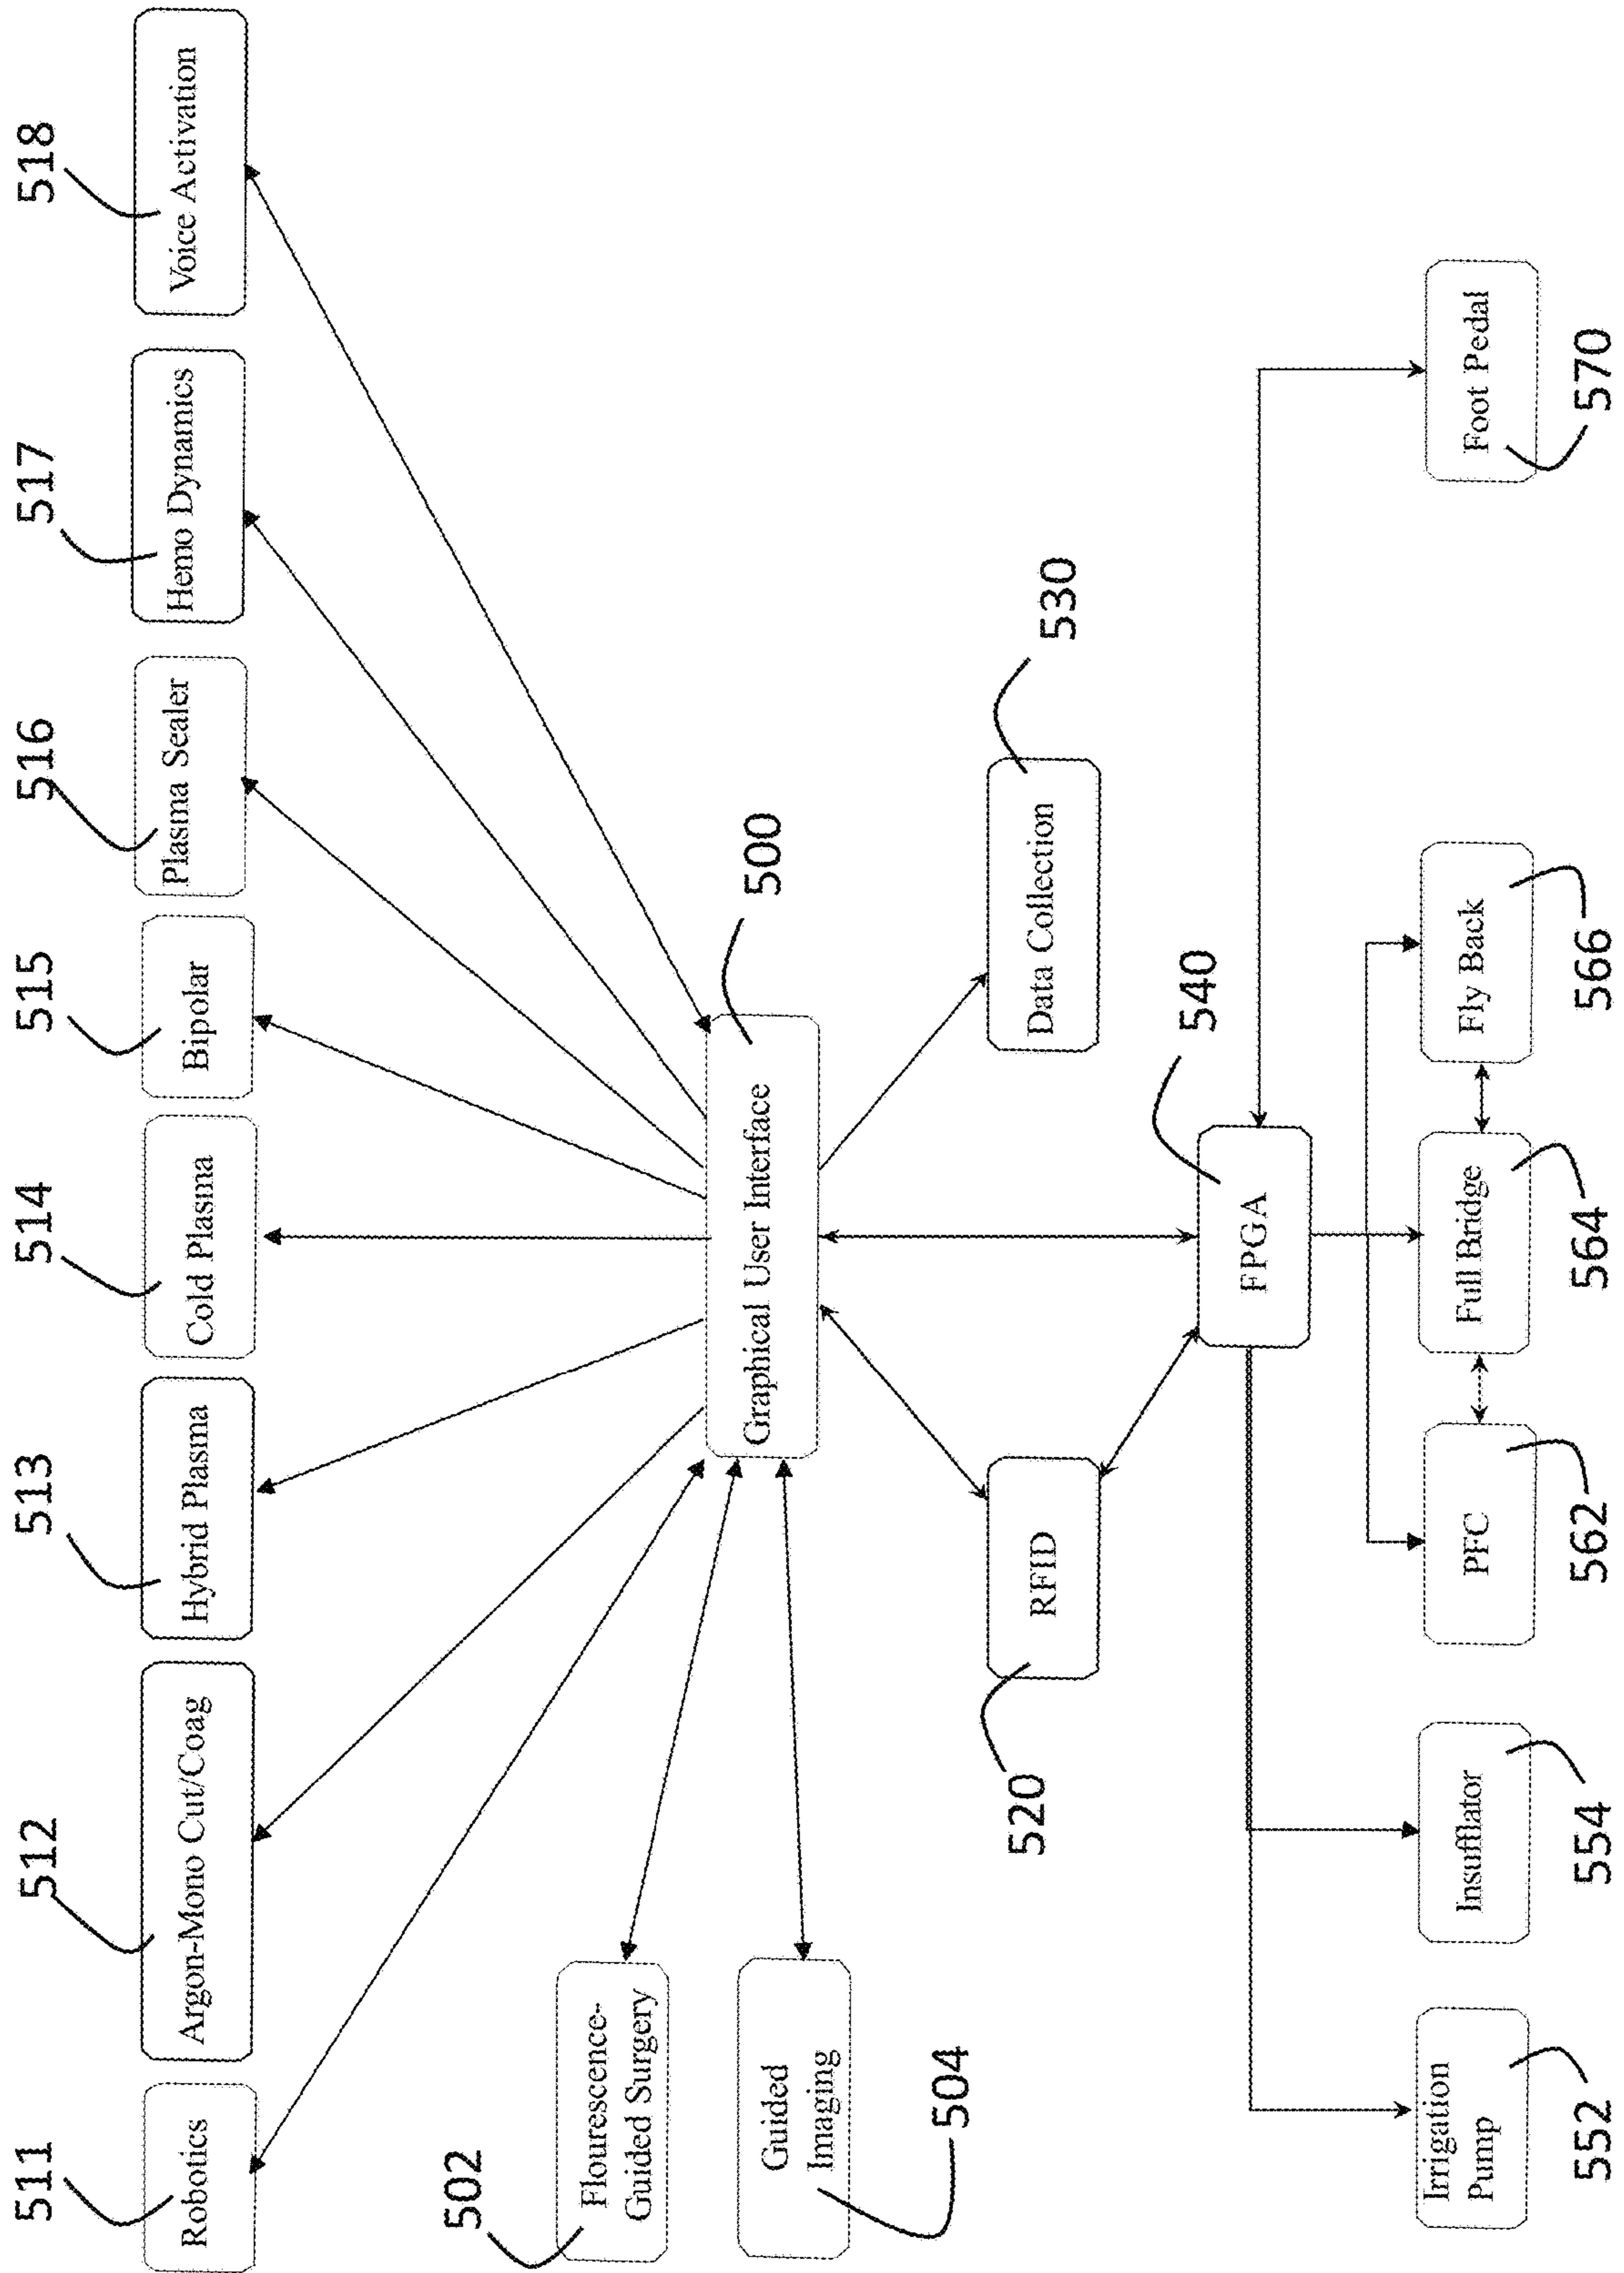 511
512
513
514
515
516
517
518
Robotics
Argon-Mono Cut/Coag
Hybrid Plasma
Cold Plasma
Bipolar
Plasma Sealer
Hemo Dynamics
Voice Activation
502
Flourescence-
Guided Surgery
500
Graphical User Interface
Guided
Imaging
504
520
RFID
Data Collection
530
540
FPGA
Irrigation
Pump
Insufflator
PFC
Full Bridge
Fly Back
Foot Pedal
552
554
562
564
566
570